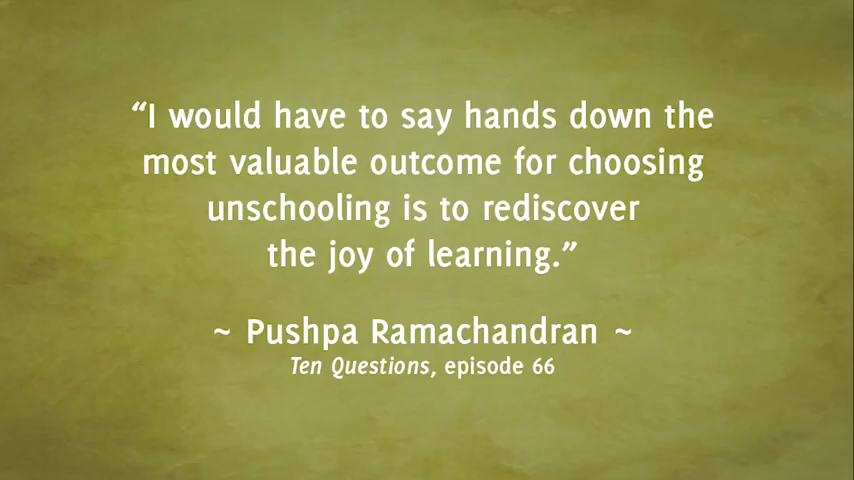 “I would have to say hands down the
most valuable outcome for choosing
unschooling is to rediscover
the joy of learning.”
~ Pushpa Ramachandran ~
Ten Questions, episode 66